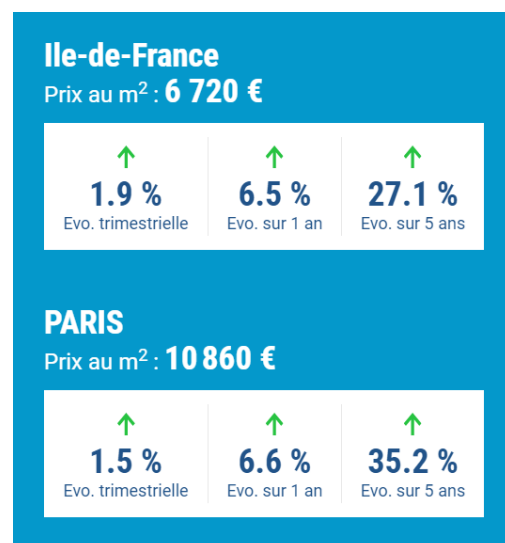 Ile-de-France
Prix au m² : 6 720 €
1.9 % 6.5 % 27.1 %
Evo. trimestrielle Evo. sur 1 an Evo. sur 5 ans
PARIS
Prix au m² : 10 860 €
1.5 % 6.6 % 35.2 %
Evo. trimestrielle Evo. sur 1 an Evo. sur 5 ans